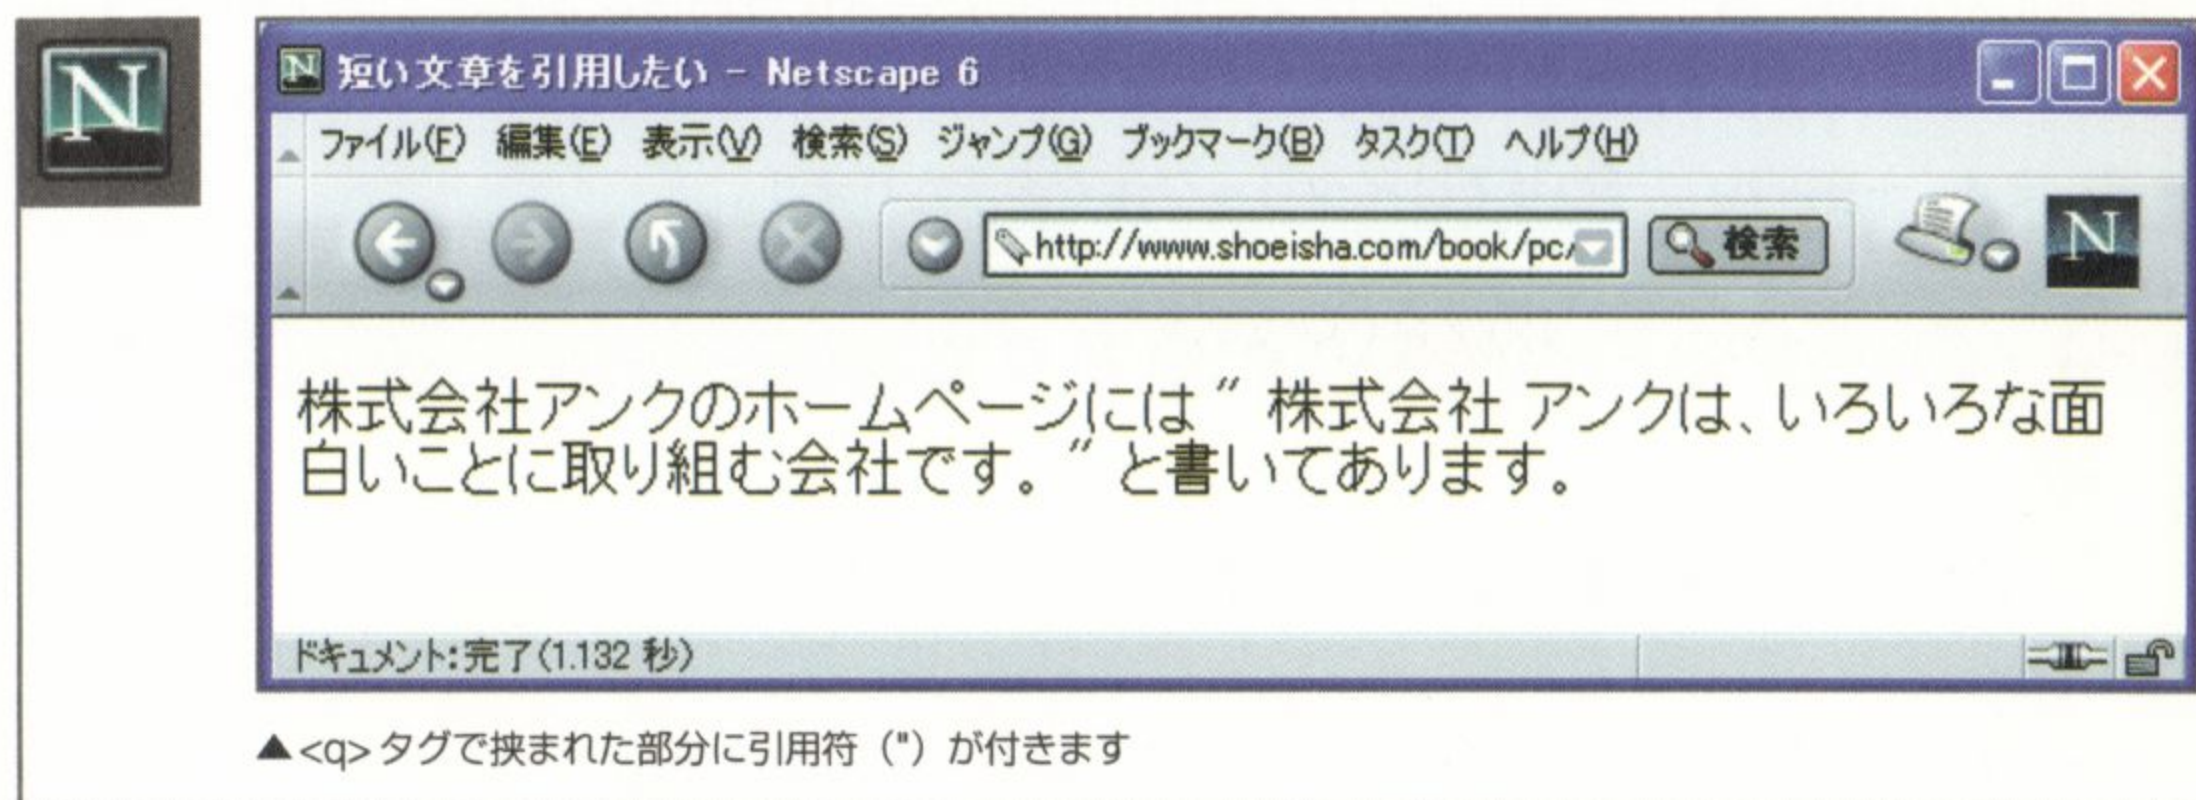 N
短い文章を引用したい - Netscape 6
ファイル(F) 編集(E) 表示(V) 検索(S) ジャンプ(G) ブックマーク(B) タスク(T) ヘルプ(H)
http://www.shoeisha.com/book/pc/ 検索 N
株式会社アンクのホームページには “ 株式会社 アンクは、いろいろな面
白いことに取り組む会社です。” と書いてあります。
ドキュメント:完了(1.132 秒)
▲<q>タグで挟まれた部分に引用符 (") が付きます